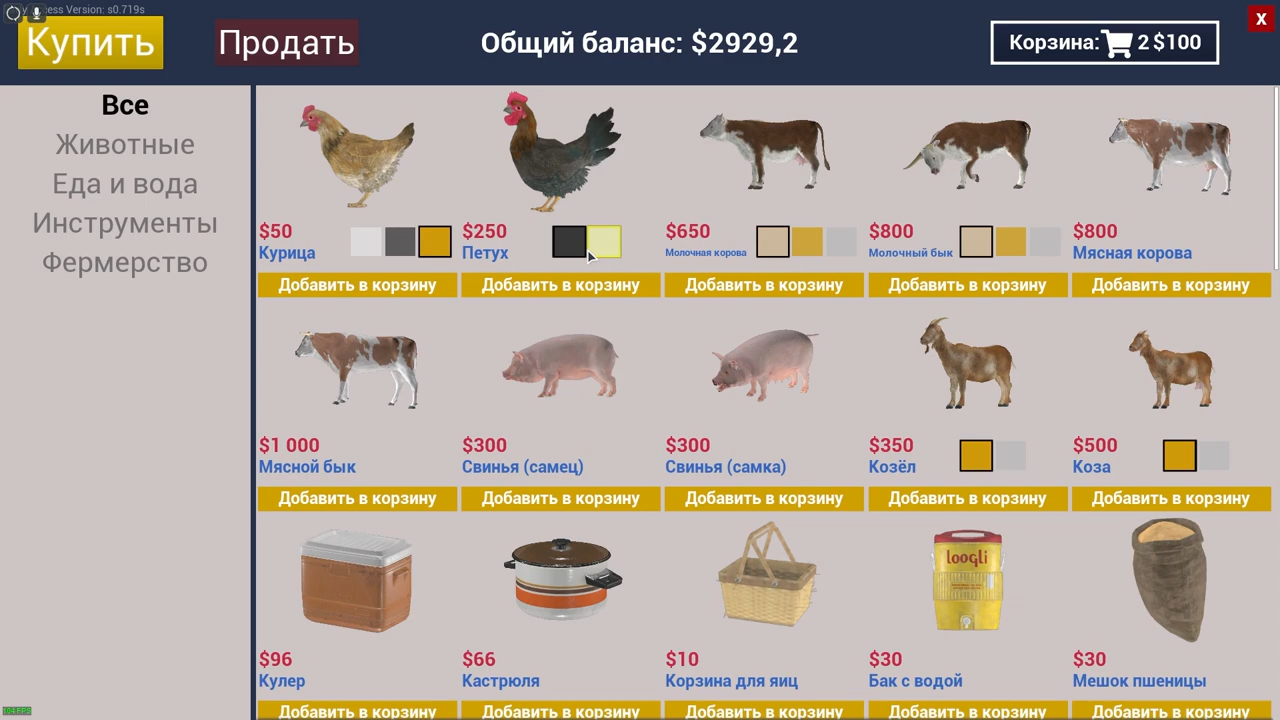 ess Version: s0.719s
Купить
Продать
Общий баланс: $2929,2
Корзина: 2 $100
X
Все
Животные
Еда и вода
Инструменты
Фермерство
$50
Курица
Добавить в корзину
$250
Петух
Добавить в корзину
$650
Молочная корова
Добавить в корзину
$800
Молочный бык
Добавить в корзину
$800
Мясная корова
Добавить в корзину
$1 000
Мясной бык
Добавить в корзину
$300
Свинья (самец)
Добавить в корзину
$300
Свинья (самка)
Добавить в корзину
$350
Козёл
Добавить в корзину
$500
Коза
Добавить в корзину
$96
Кулер
Добавить в корзину
$66
Кастрюля
Добавить в корзину
$10
Корзина для яиц
Добавить в корзину
loogli
$30
Бак с водой
Добавить в корзину
$30
Мешок пшеницы
Добавить в корзину